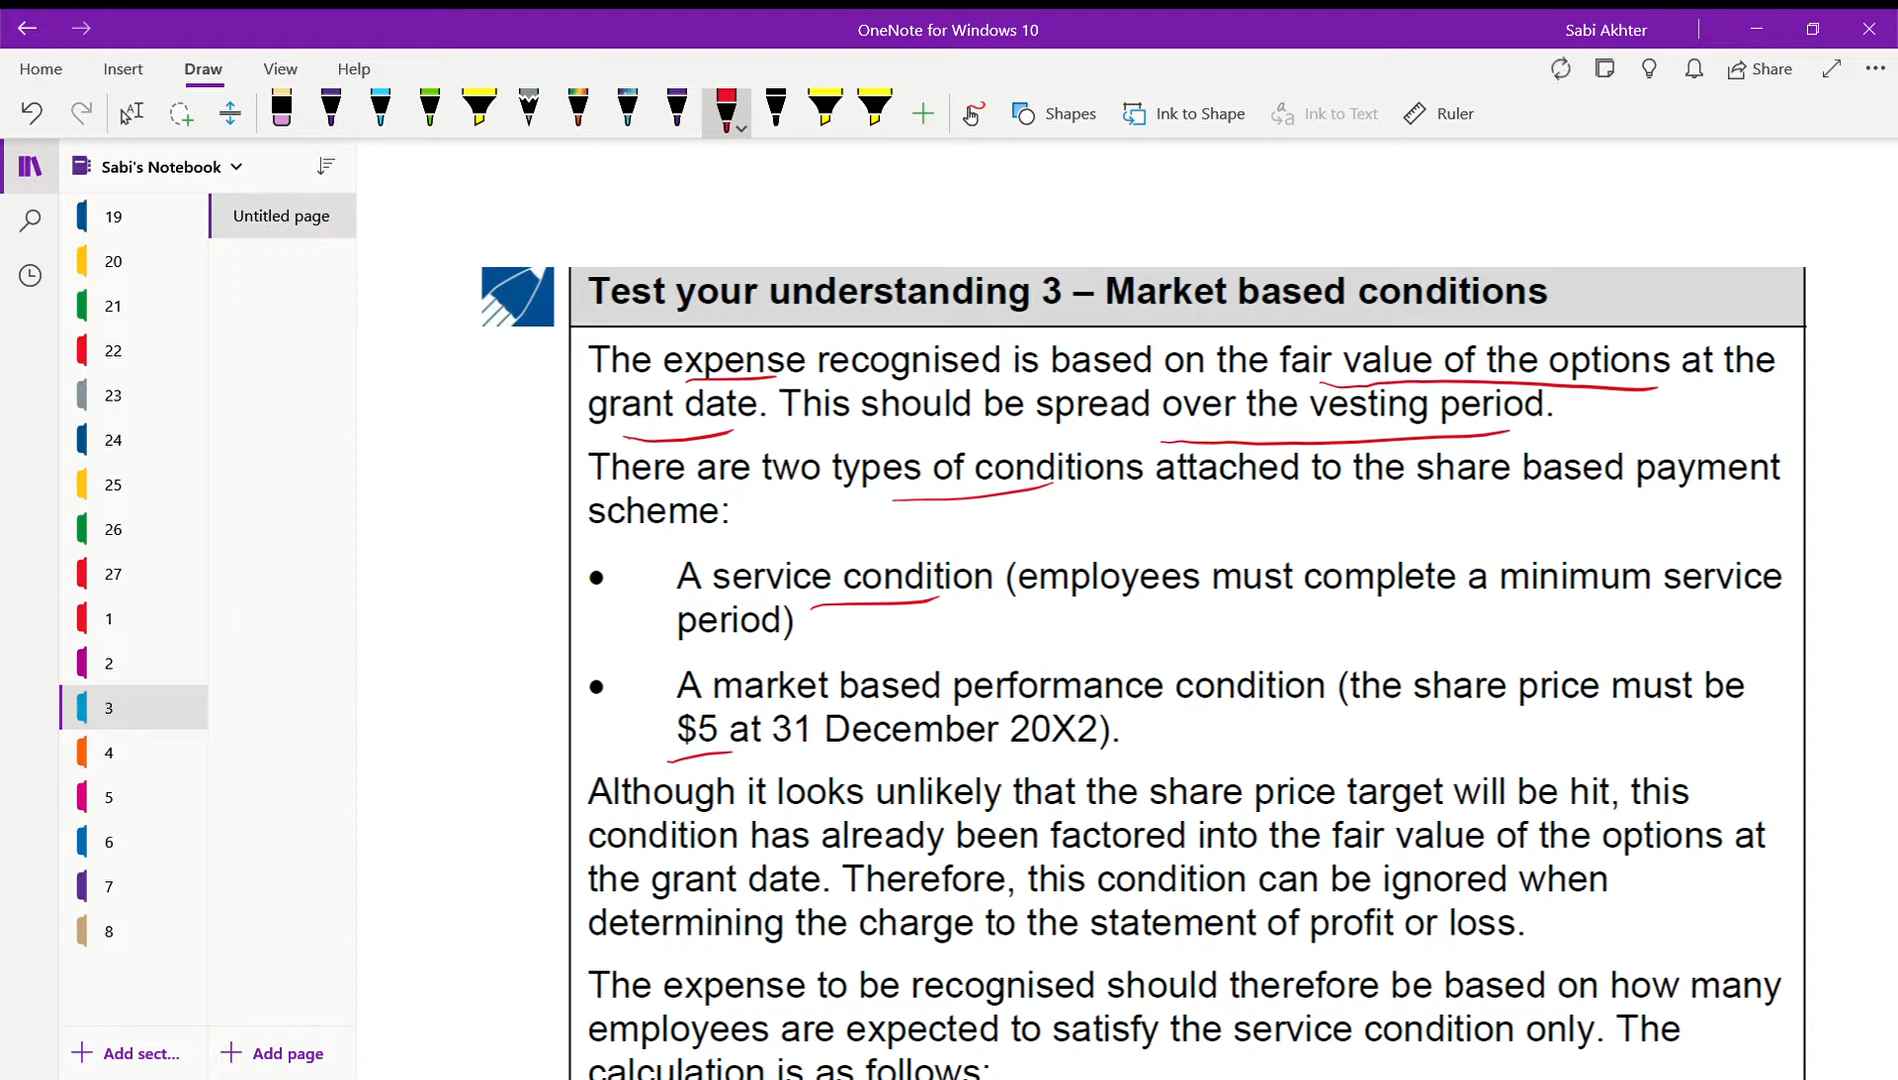 OneNote for Windows 10
Sabi Akhter
Home Insert Draw View Help
Share
Shapes Ink to Shape Ink to Text Ruler
Sabi's Notebook
Untitled page
19
20
21
22
23
24
25
26
27
1
2
3
4
5
6
7
8
Add sect...
Add page
Test your understanding 3 – Market based conditions
The expense recognised is based on the fair value of the options at the
grant date. This should be spread over the vesting period.
There are two types of conditions attached to the share based payment
scheme:
• A service condition (employees must complete a minimum service
period)
• A market based performance condition (the share price must be
$5 at 31 December 20X2).
Although it looks unlikely that the share price target will be hit, this
condition has already been factored into the fair value of the options at
the grant date. Therefore, this condition can be ignored when
determining the charge to the statement of profit or loss.
The expense to be recognised should therefore be based on how many
employees are expected to satisfy the service condition only. The
calculation is as follows: